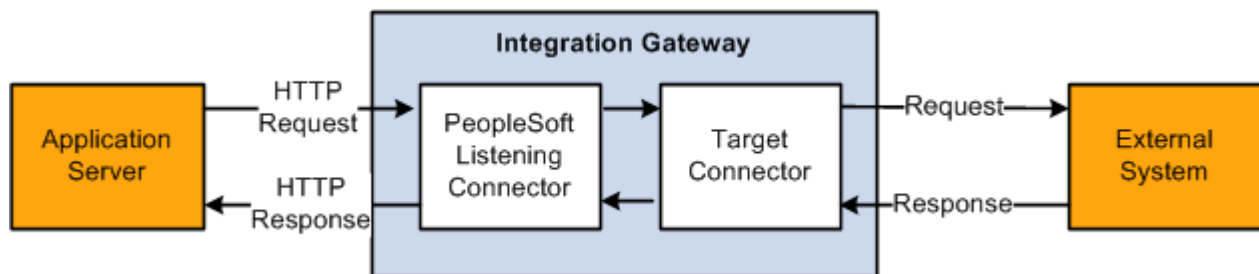 Integration Gateway
Application
Server
HTTP
Request
HTTP
Response
PeopleSoft
Listening
Connector
Target
Connector
Request
Response
External
System